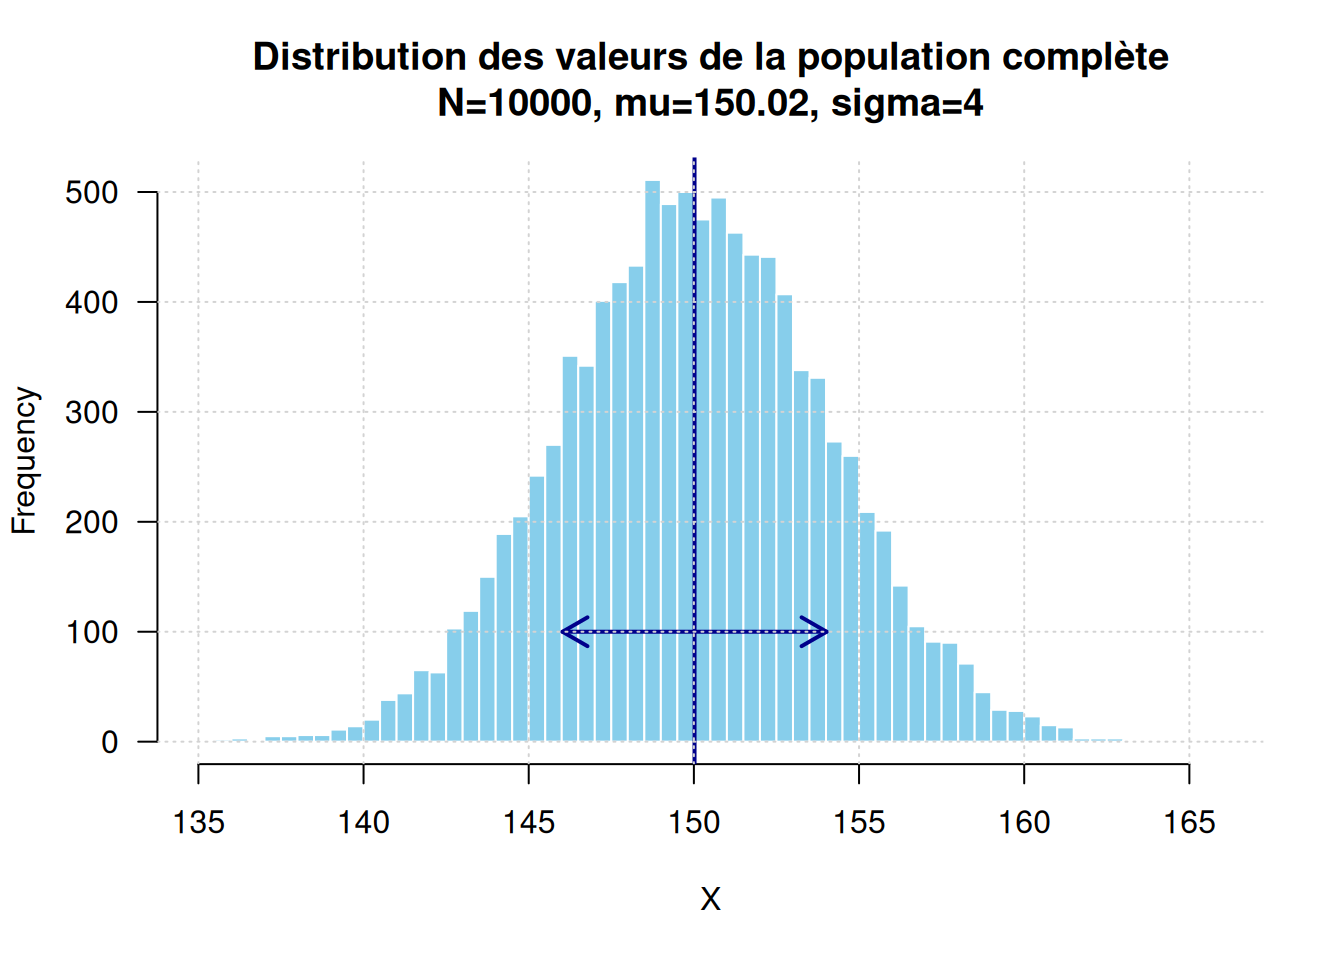 Distribution des valeurs de la population complète
N=10000, mu=150.02, sigma=4
Frequency
500
400
300
200
100
0
135 140 145 150 155 160 165
X